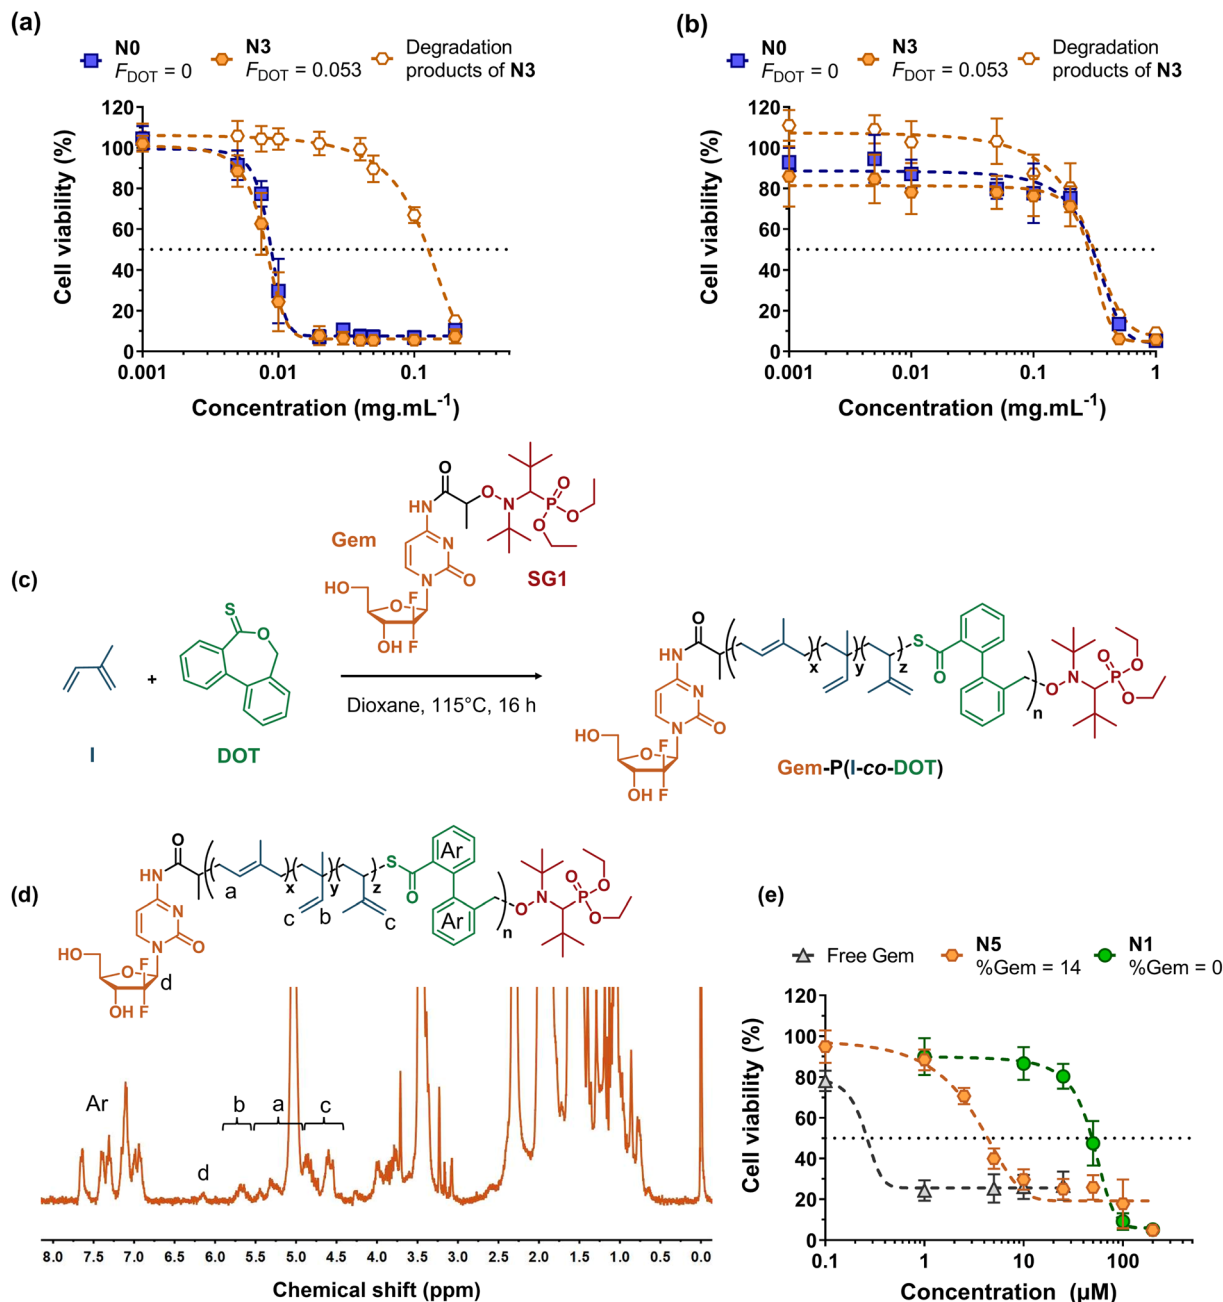 (a)
N0
F_DOT = 0
N3
F_DOT = 0.053
Degradation
products of N3
Cell viability (%)
120
100
80
60
40
20
0
0.001
0.01
0.1
Concentration (mg.mL⁻¹)
(b)
N0
F_DOT = 0
N3
F_DOT = 0.053
Degradation
products of N3
Cell viability (%)
120
100
80
60
40
20
0
0.001
0.01
0.1
1
Concentration (mg.mL⁻¹)
(c)
I
+
S
O
DOT
Gem
O
HN
N
N
O
HO
O
F
OH F
O
N
O
P
O
O
SG1
Dioxane, 115°C, 16 h
O
HN
N
N
O
HO
O
F
OH F
x
y
z
S
O
n
O
N
O
P
O
O
Gem-P(I-co-DOT)
(d)
O
HN
N
N
O
HO
O
F
d
OH F
a
x
c
b
y
z
c
S
O
Ar
Ar
n
O
N
O
P
O
O
Ar
d
b
a
c
8.0 7.5 7.0 6.5 6.0 5.5 5.0 4.5 4.0 3.5 3.0 2.5 2.0 1.5 1.0 0.5 0.0
Chemical shift (ppm)
(e)
Free Gem
N5
%Gem = 14
N1
%Gem = 0
Cell viability (%)
120
100
80
60
40
20
0
0.1
1
10
100
Concentration (µM)